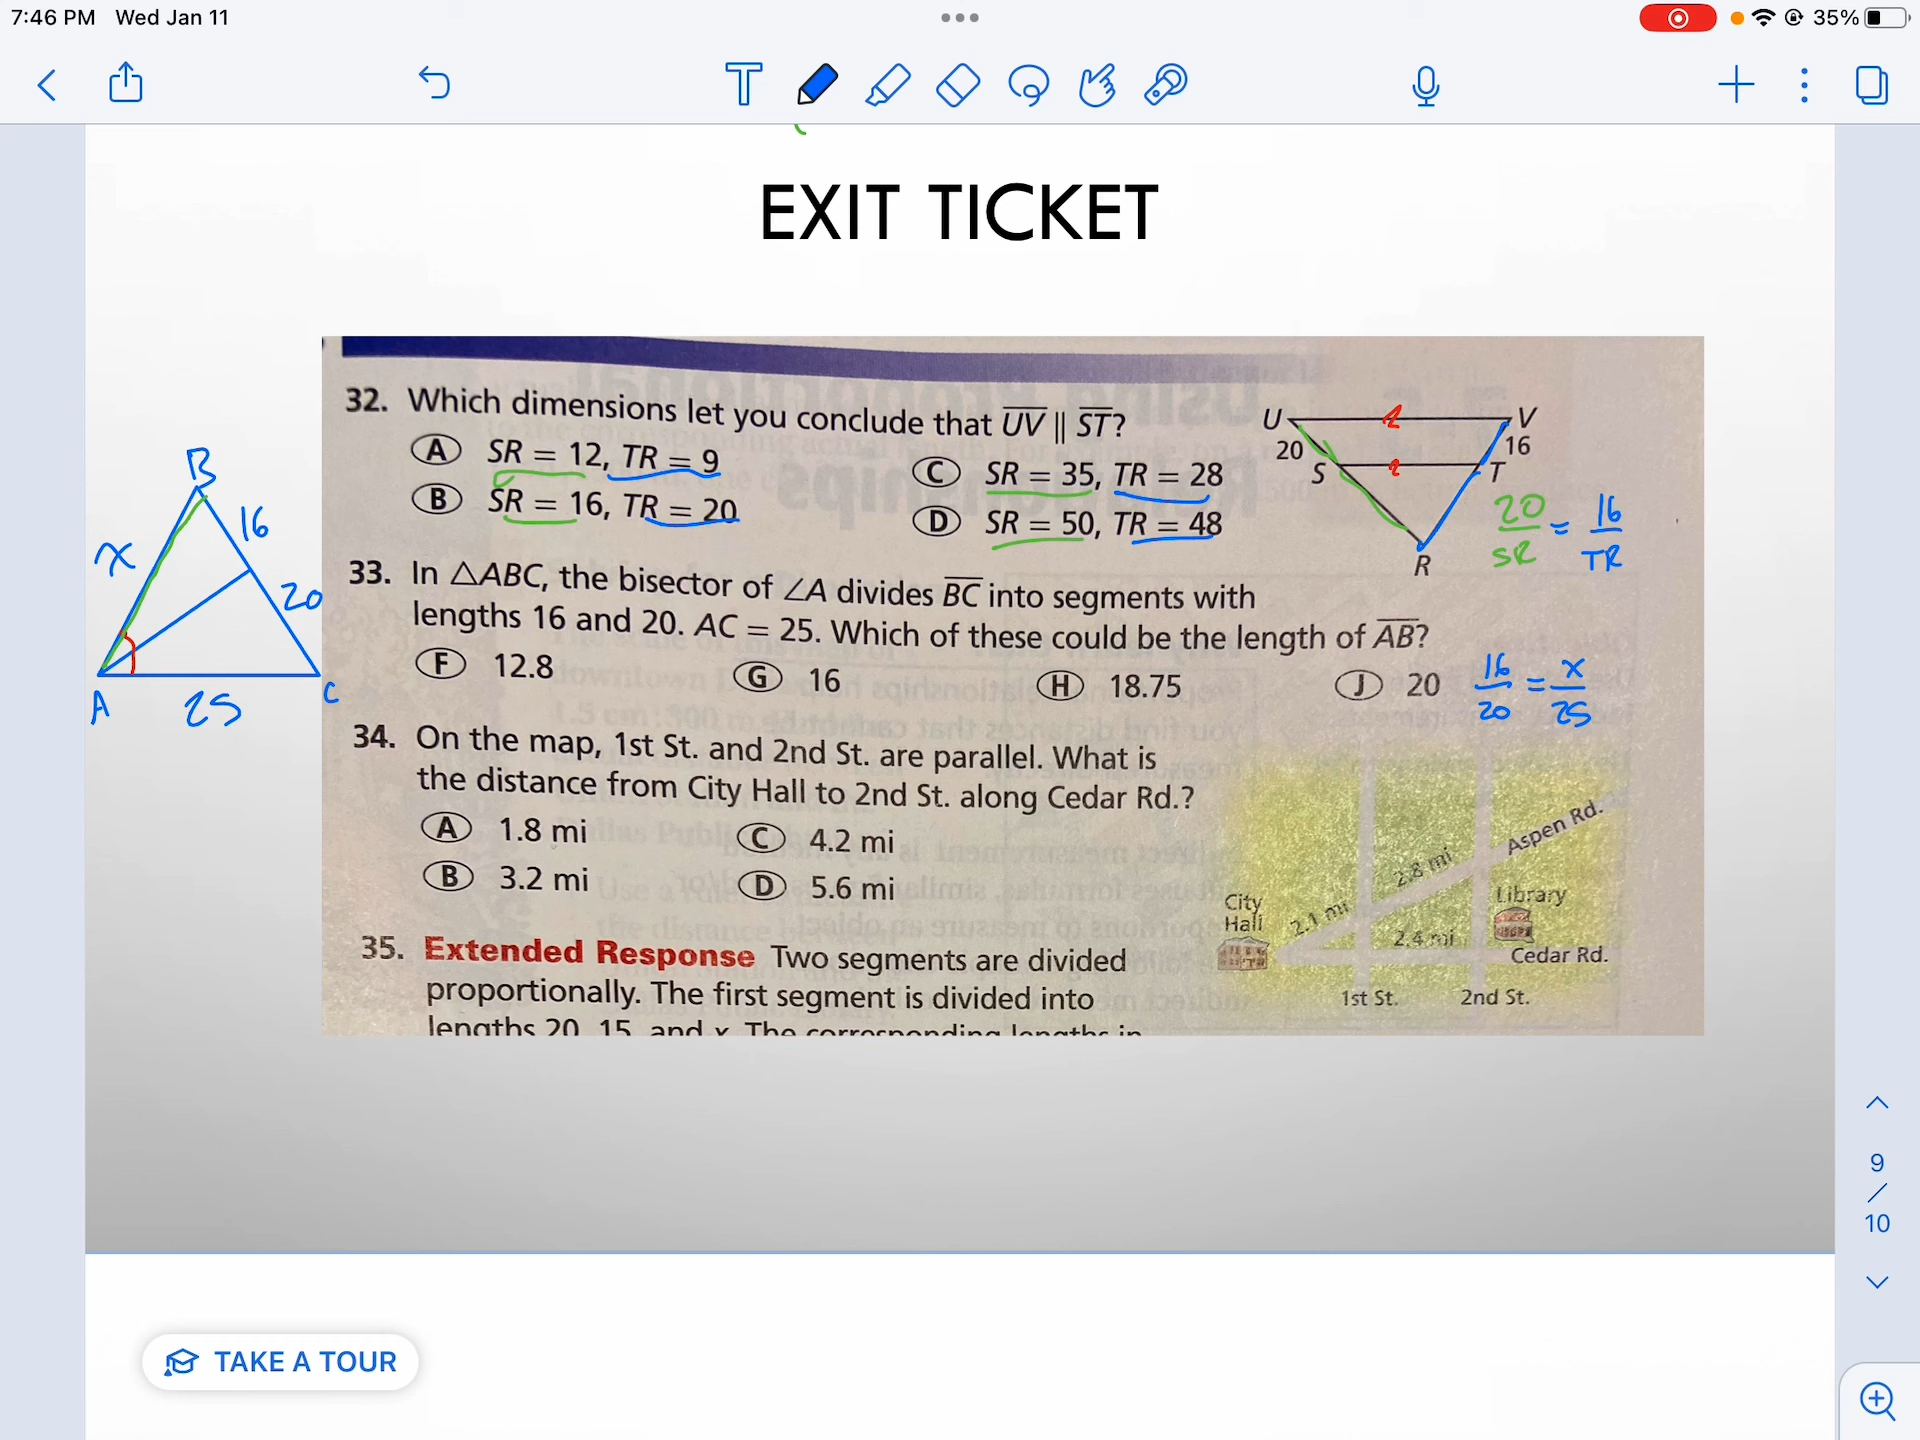 7:46 PM Wed Jan 11
35%
T
EXIT TICKET
32. Which dimensions let you conclude that UV || ST?
A SR = 12, TR = 9
B SR = 16, TR = 20
C SR = 35, TR = 28
D SR = 50, TR = 48
U
V
20
16
S
T
R
20/SR = 16/TR
33. In △ABC, the bisector of ∠A divides BC into segments with
lengths 16 and 20. AC = 25. Which of these could be the length of AB?
F 12.8
G 16
H 18.75
J 20
16/20 = x/25
B
16
x
20
A
25
C
34. On the map, 1st St. and 2nd St. are parallel. What is
the distance from City Hall to 2nd St. along Cedar Rd.?
A 1.8 mi
B 3.2 mi
C 4.2 mi
D 5.6 mi
Aspen Rd.
2.8 mi
City
Hall
2.1 mi
Library
2.4 mi
Cedar Rd.
1st St.
2nd St.
35. Extended Response Two segments are divided
proportionally. The first segment is divided into
lengths 20, 15, and x. The corresponding lengths in
9
/
10
TAKE A TOUR